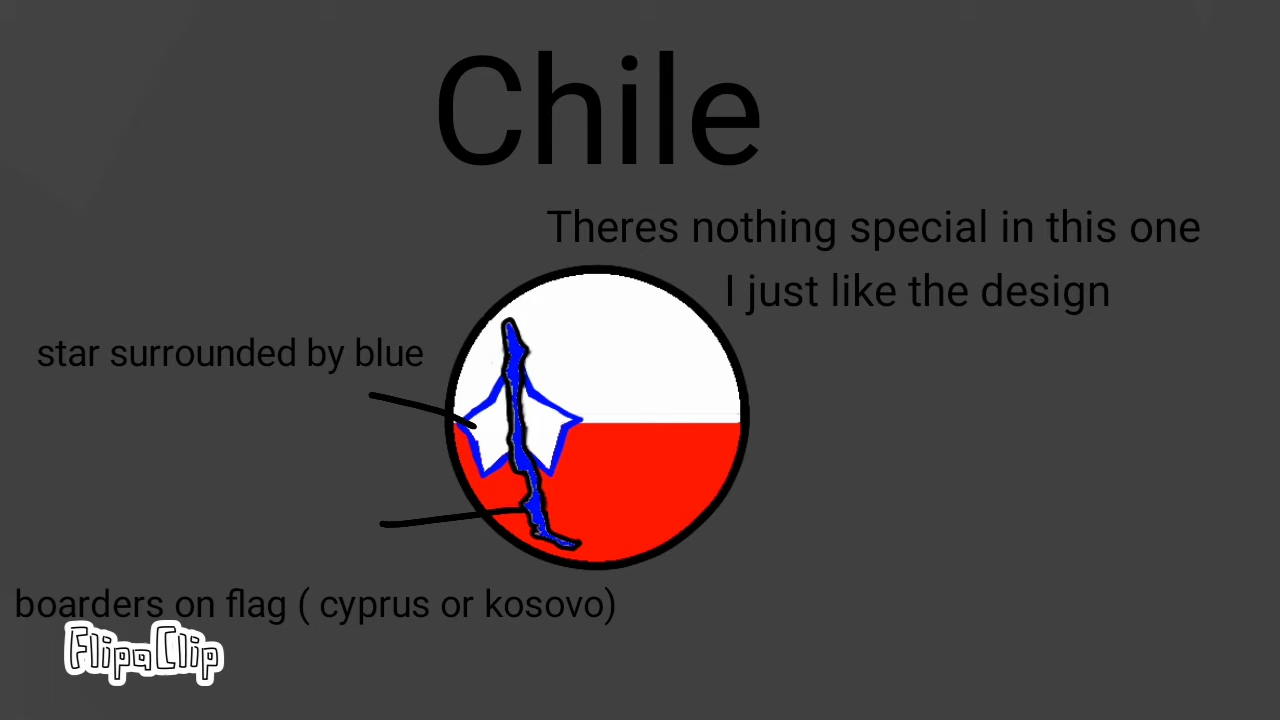 Chile
Theres nothing special in this one
I just like the design
star surrounded by blue
boarders on flag ( cyprus or kosovo)
FlipaClip